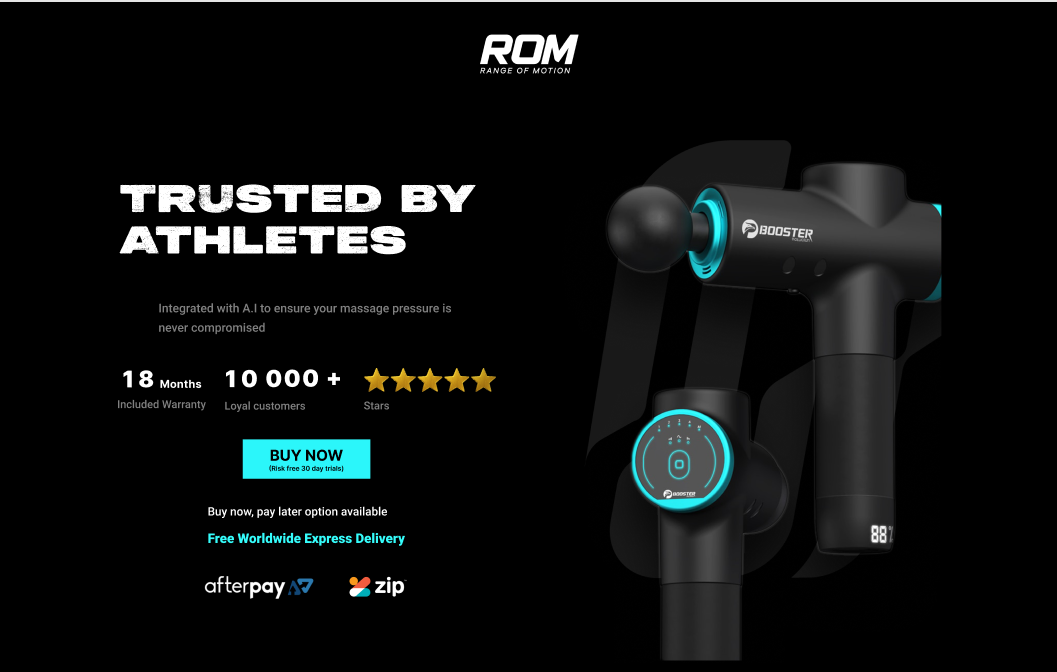 ROM
RANGE OF MOTION
TRUSTED BY
ATHLETES
Integrated with A.I to ensure your massage pressure is
never compromised
18 Months
Included Warranty
10 000 +
Loyal customers
Stars
BUY NOW
(Risk free 30 day trials)
Buy now, pay later option available
Free Worldwide Express Delivery
afterpay
zip
BOOSTER
BOOSTER
88